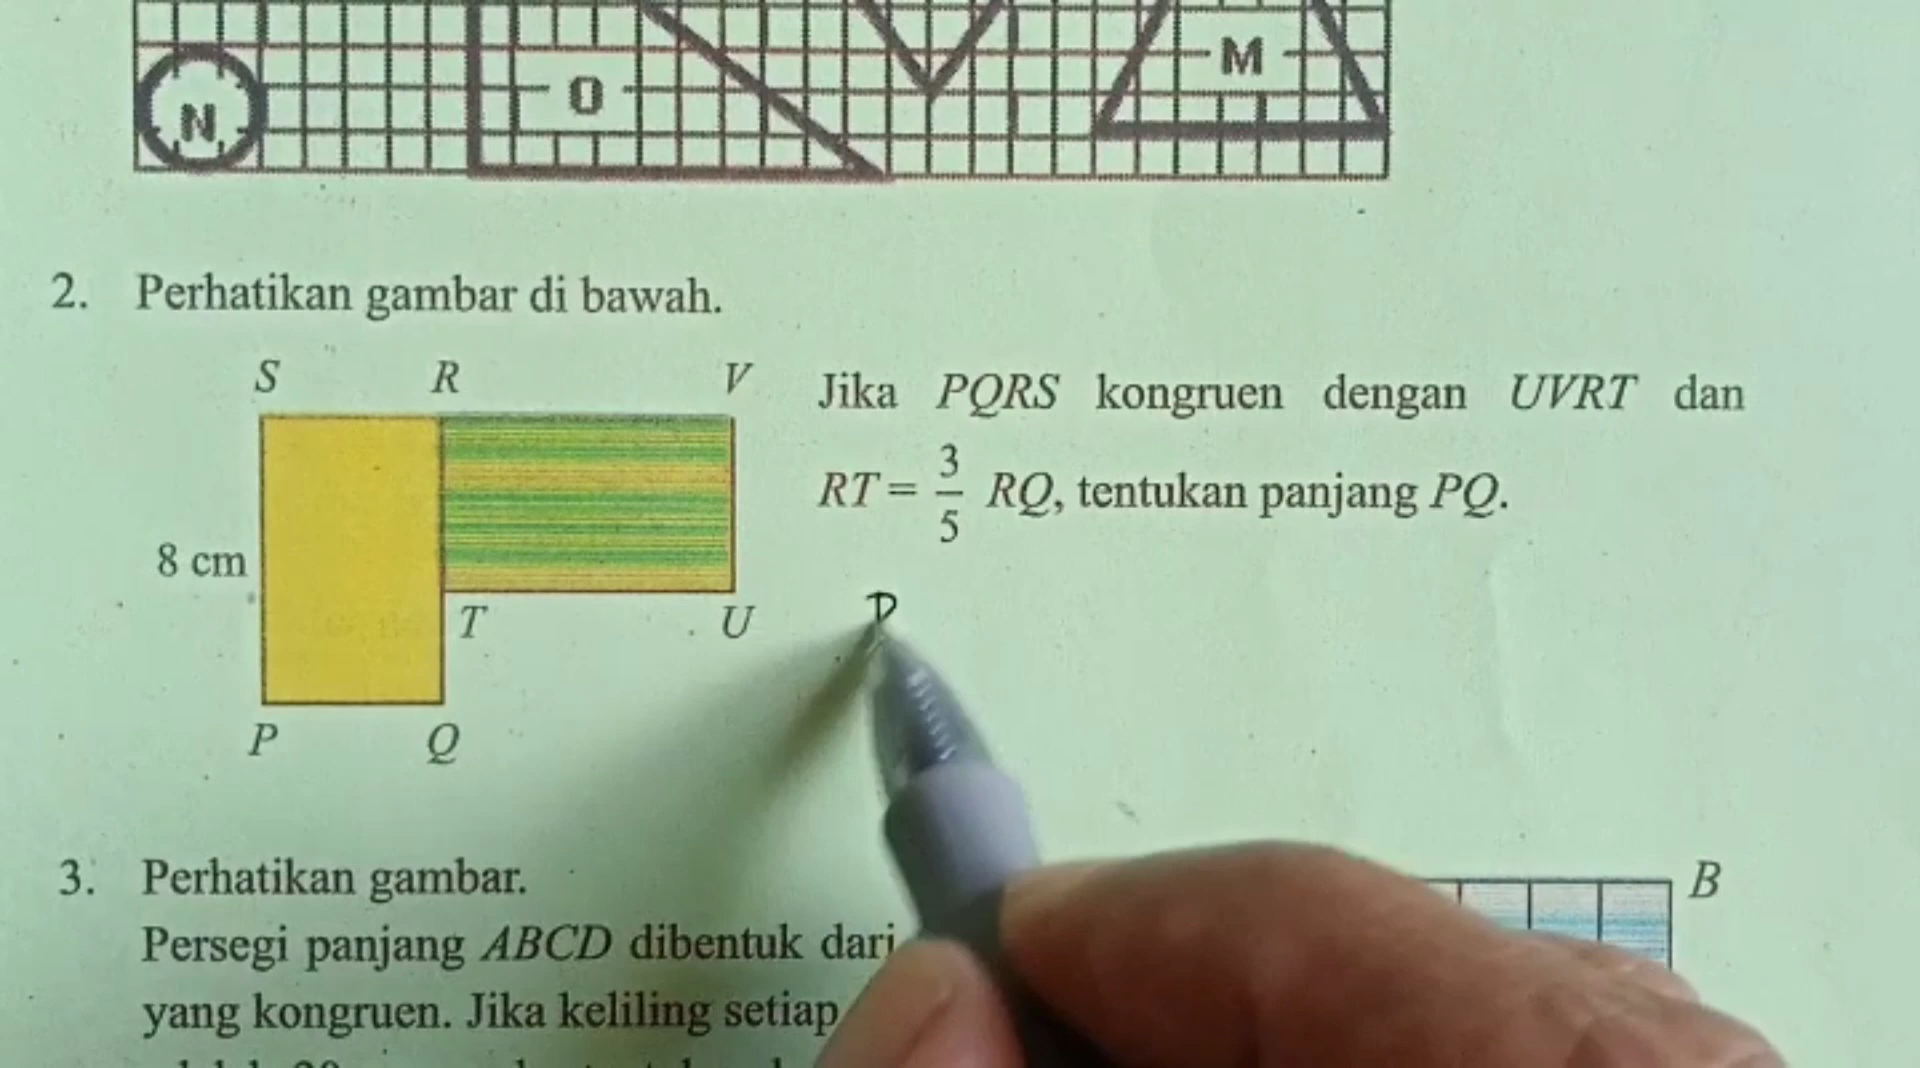 N
O
M
2. Perhatikan gambar di bawah.
S R V
8 cm
T U
P Q
Jika PQRS kongruen dengan UVRT dan
RT = 3/5 RQ, tentukan panjang PQ.
P
3. Perhatikan gambar.
Persegi panjang ABCD dibentuk dari
yang kongruen. Jika keliling setiap
B